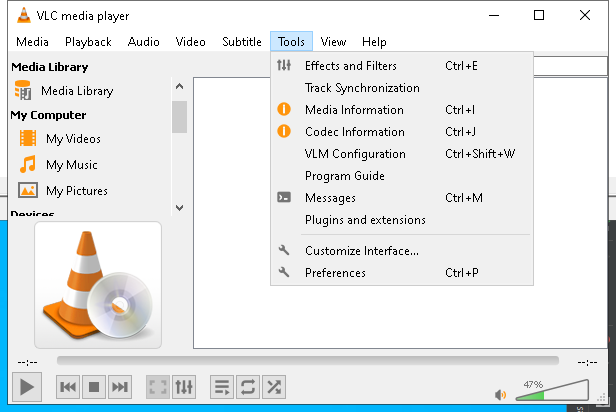 VLC media player
Media Playback Audio Video Subtitle Tools View Help
Media Library
Media Library
My Computer
My Videos
My Music
My Pictures
Devices
Effects and Filters Ctrl+E
Track Synchronization
Media Information Ctrl+I
Codec Information Ctrl+J
VLM Configuration Ctrl+Shift+W
Program Guide
Messages Ctrl+M
Plugins and extensions
Customize Interface...
Preferences Ctrl+P
--:-- --:--
47%